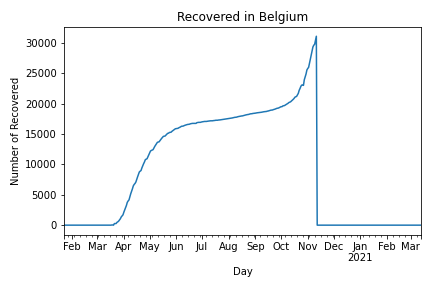 Recovered in Belgium
Number of Recovered
30000
25000
20000
15000
10000
5000
0
Feb Mar Apr May Jun Jul Aug Sep Oct Nov Dec Jan Feb Mar
2021
Day